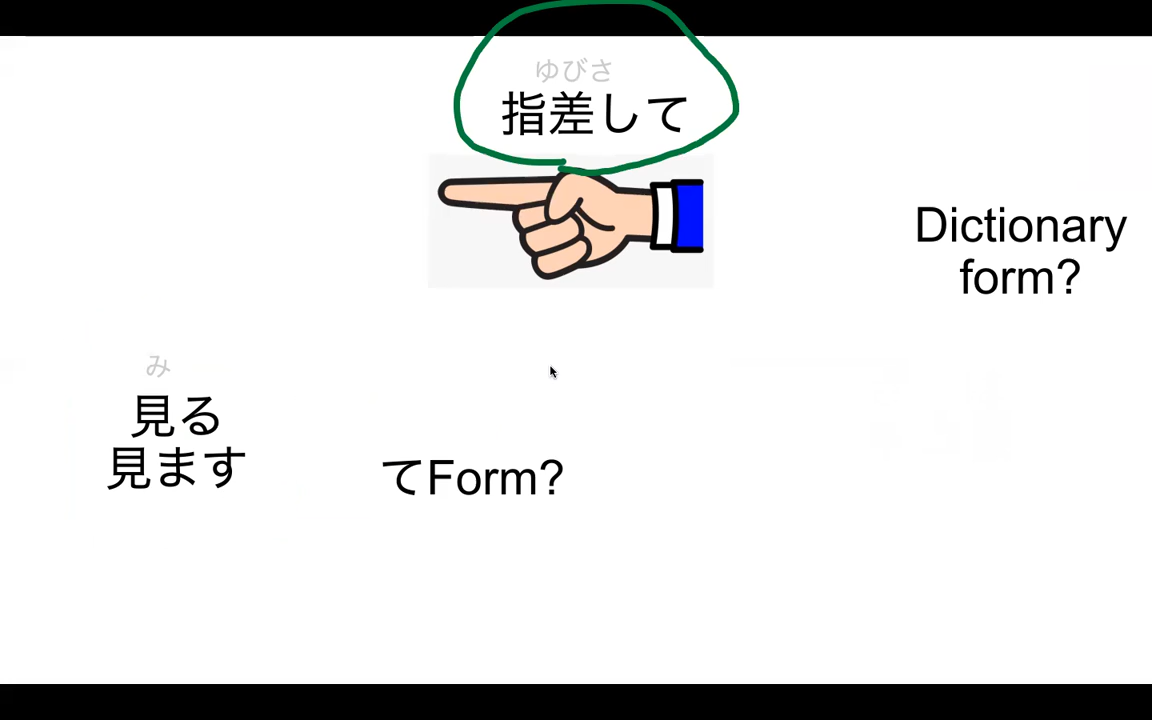 ゆびさ
指差して
Dictionary
form?
み
見る
見ます
てForm?